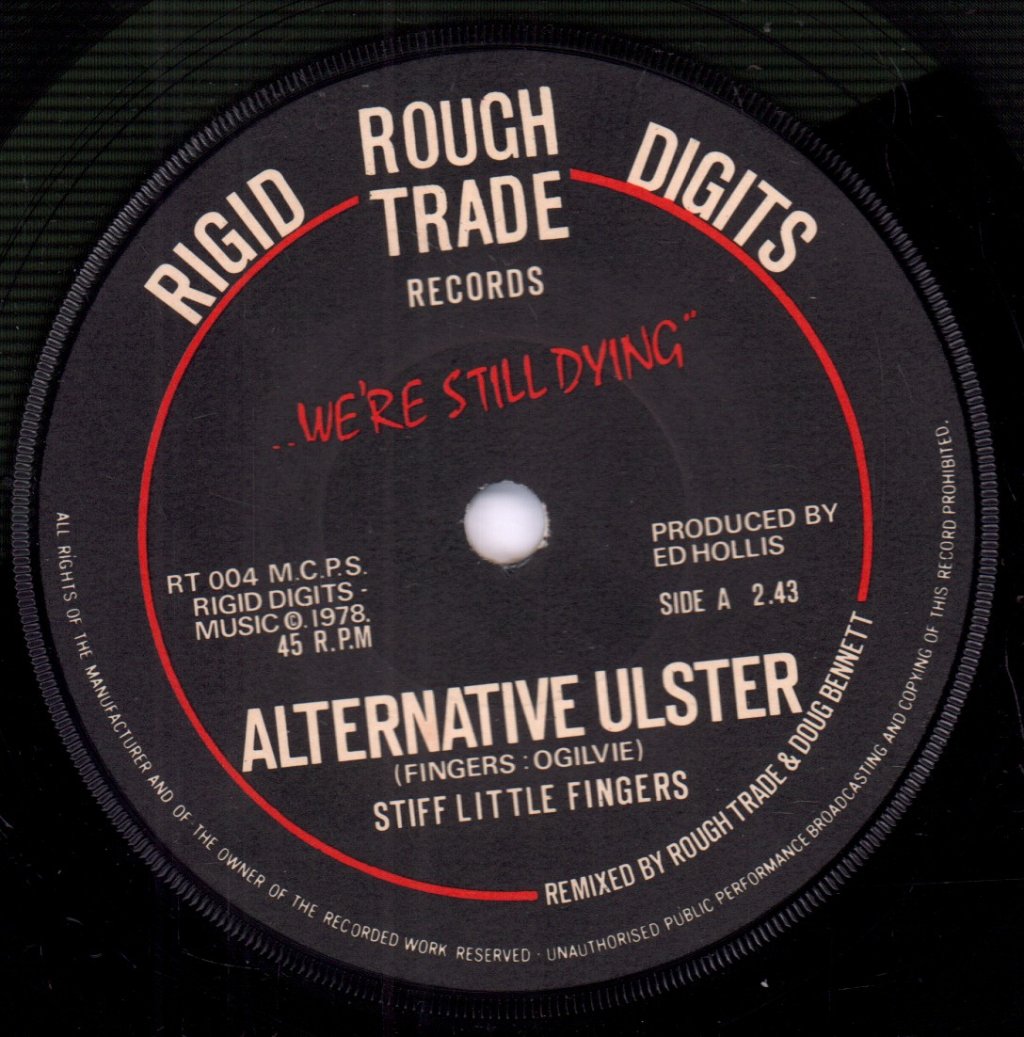 RIGID
ROUGH
TRADE
DIGITS
RECORDS
..WE'RE STILL DYING"
RT 004 M.C.P.S.
RIGID DIGITS -
MUSIC ©.1978.
45 R.P.M
PRODUCED BY
ED HOLLIS
SIDE A 2.43
ALTERNATIVE ULSTER
(FINGERS : OGILVIE)
STIFF LITTLE FINGERS
REMIXED BY ROUGH TRADE & DOUG BENNETT
ALL RIGHTS OF THE MANUFACTURER AND OF THE OWNER OF THE RECORDED WORK RESERVED · UNAUTHORISED PUBLIC PERFORMANCE BROADCASTING AND COPYING OF THIS RECORD PROHIBITED.